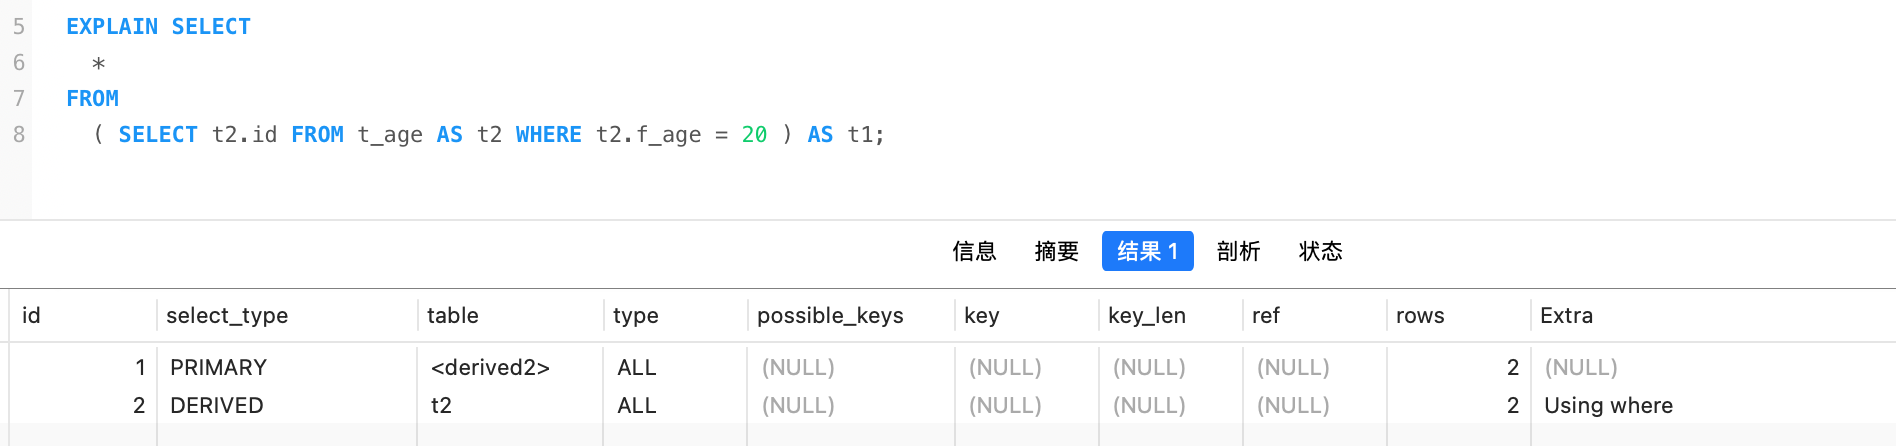 5 EXPLAIN SELECT
6 *
7 FROM
8 ( SELECT t2.id FROM t_age AS t2 WHERE t2.f_age = 20 ) AS t1;
信息 摘要 结果 1 剖析 状态
id select_type table type possible_keys key key_len ref rows Extra
1 PRIMARY <derived2> ALL (NULL) (NULL) (NULL) (NULL) 2 (NULL)
2 DERIVED t2 ALL (NULL) (NULL) (NULL) (NULL) 2 Using where